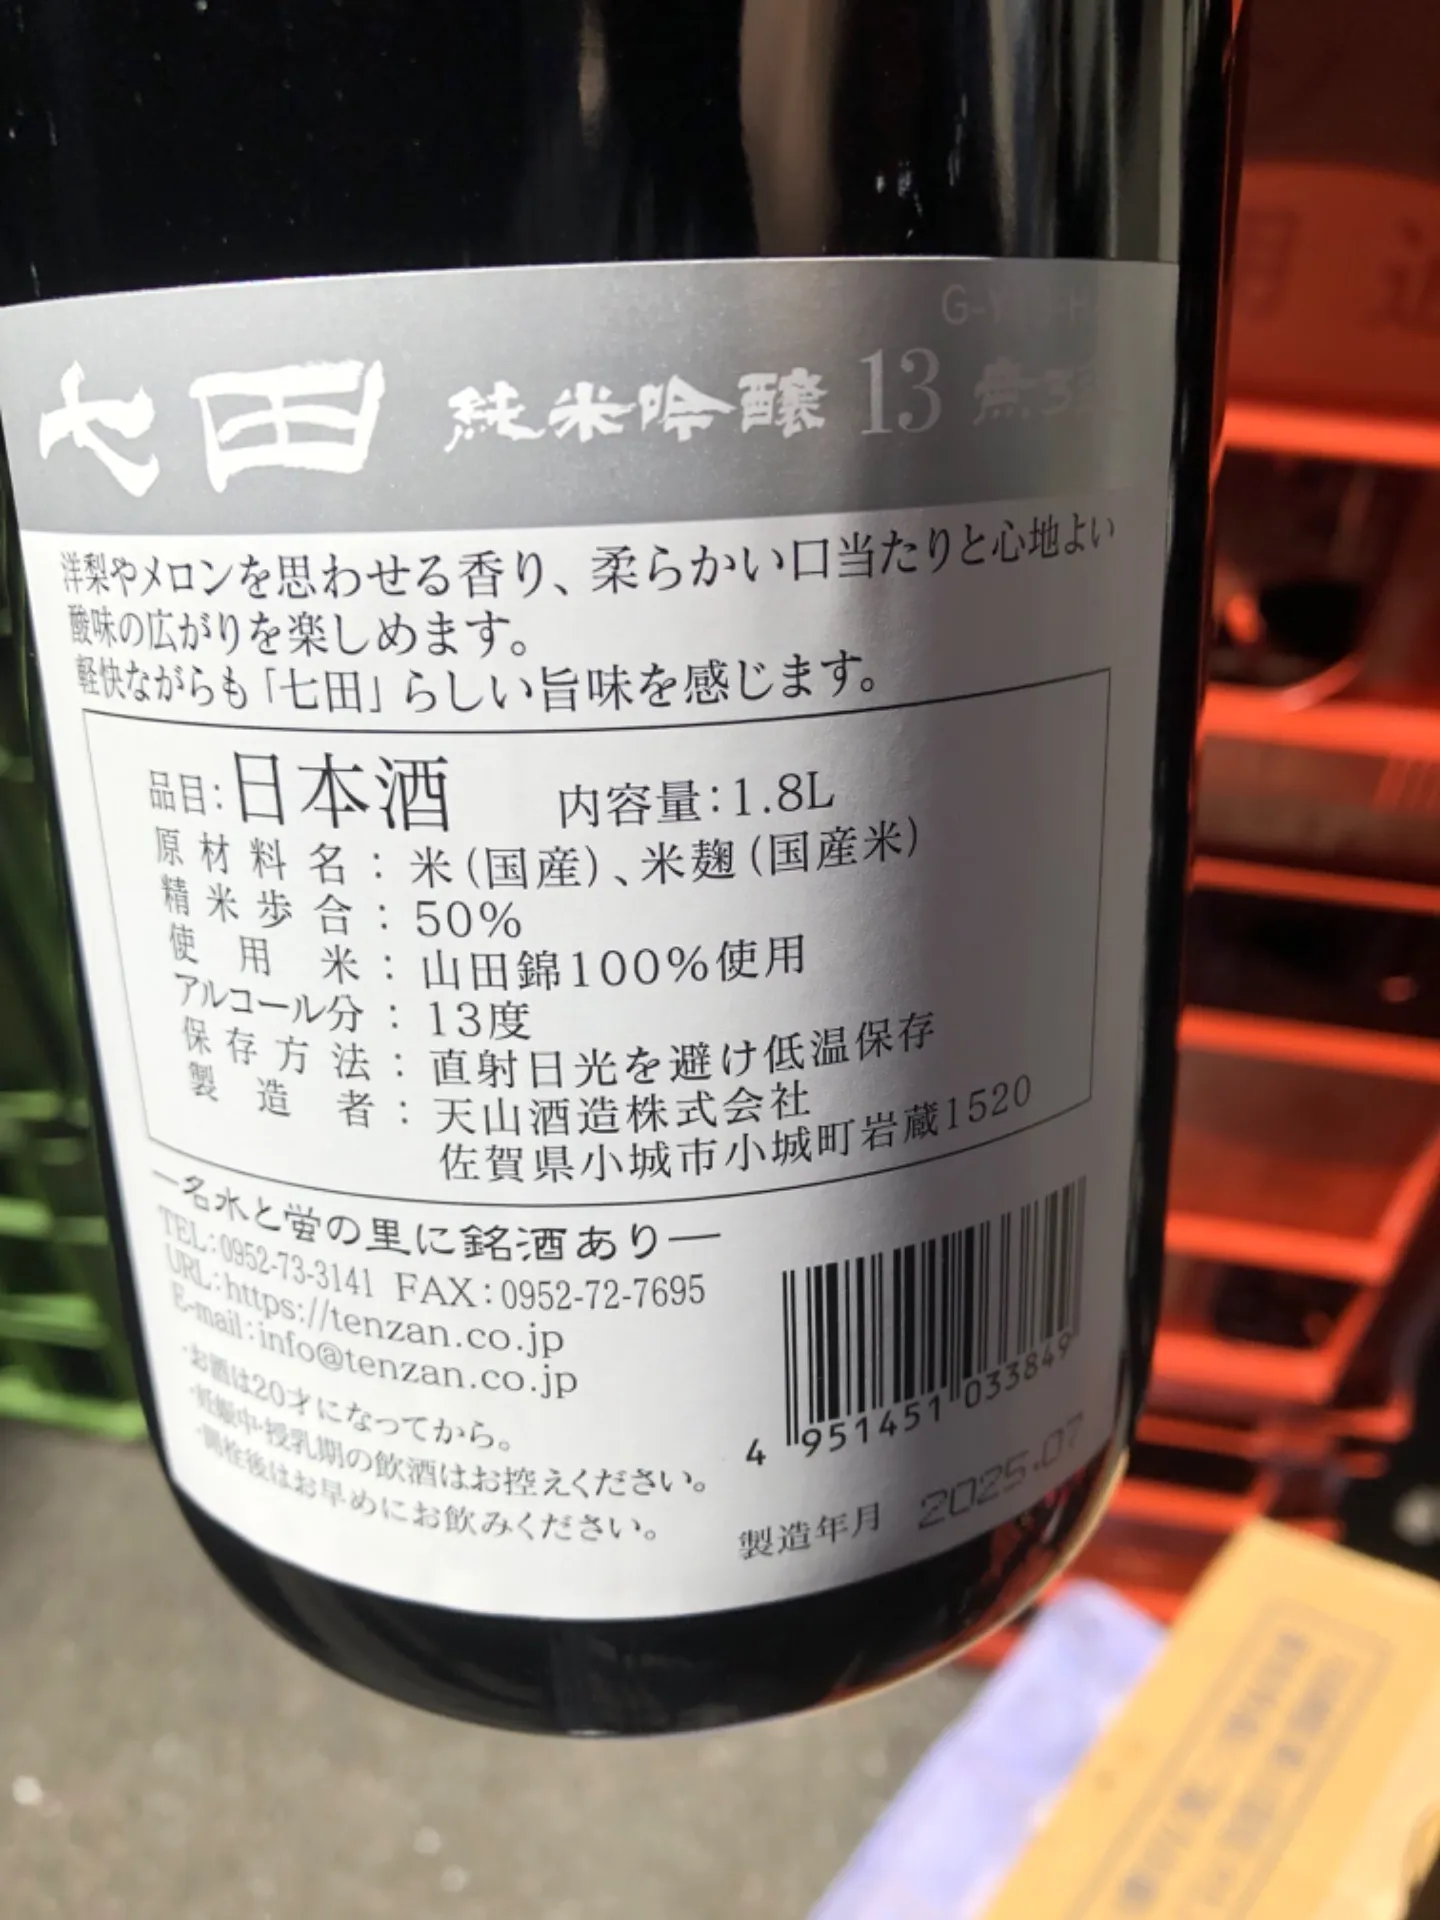 七田 純米吟醸 13 無
洋梨やメロンを思わせる香り、柔らかい口当たりと心地よい
酸味の広がりを楽しめます。
軽快ながらも「七田」らしい旨味を感じます。
品目:日本酒 内容量:1.8L
原材料名:米(国産)、米麹(国産米)
精米歩合:50%
使用米:山田錦100%使用
アルコール分:13度
保存方法:直射日光を避け低温保存
製造者:天山酒造株式会社
佐賀県小城市小城町岩蔵1520
―名水と蛍の里に銘酒あり―
TEL:0952-73-3141 FAX:0952-72-7695
URL:https://tenzan.co.jp
E-mail:info@tenzan.co.jp
・お酒は20才になってから。
・妊娠中・授乳期の飲酒はお控えください。
・開栓後はお早めにお飲みください。
4 951451 033849
製造年月 2025.07